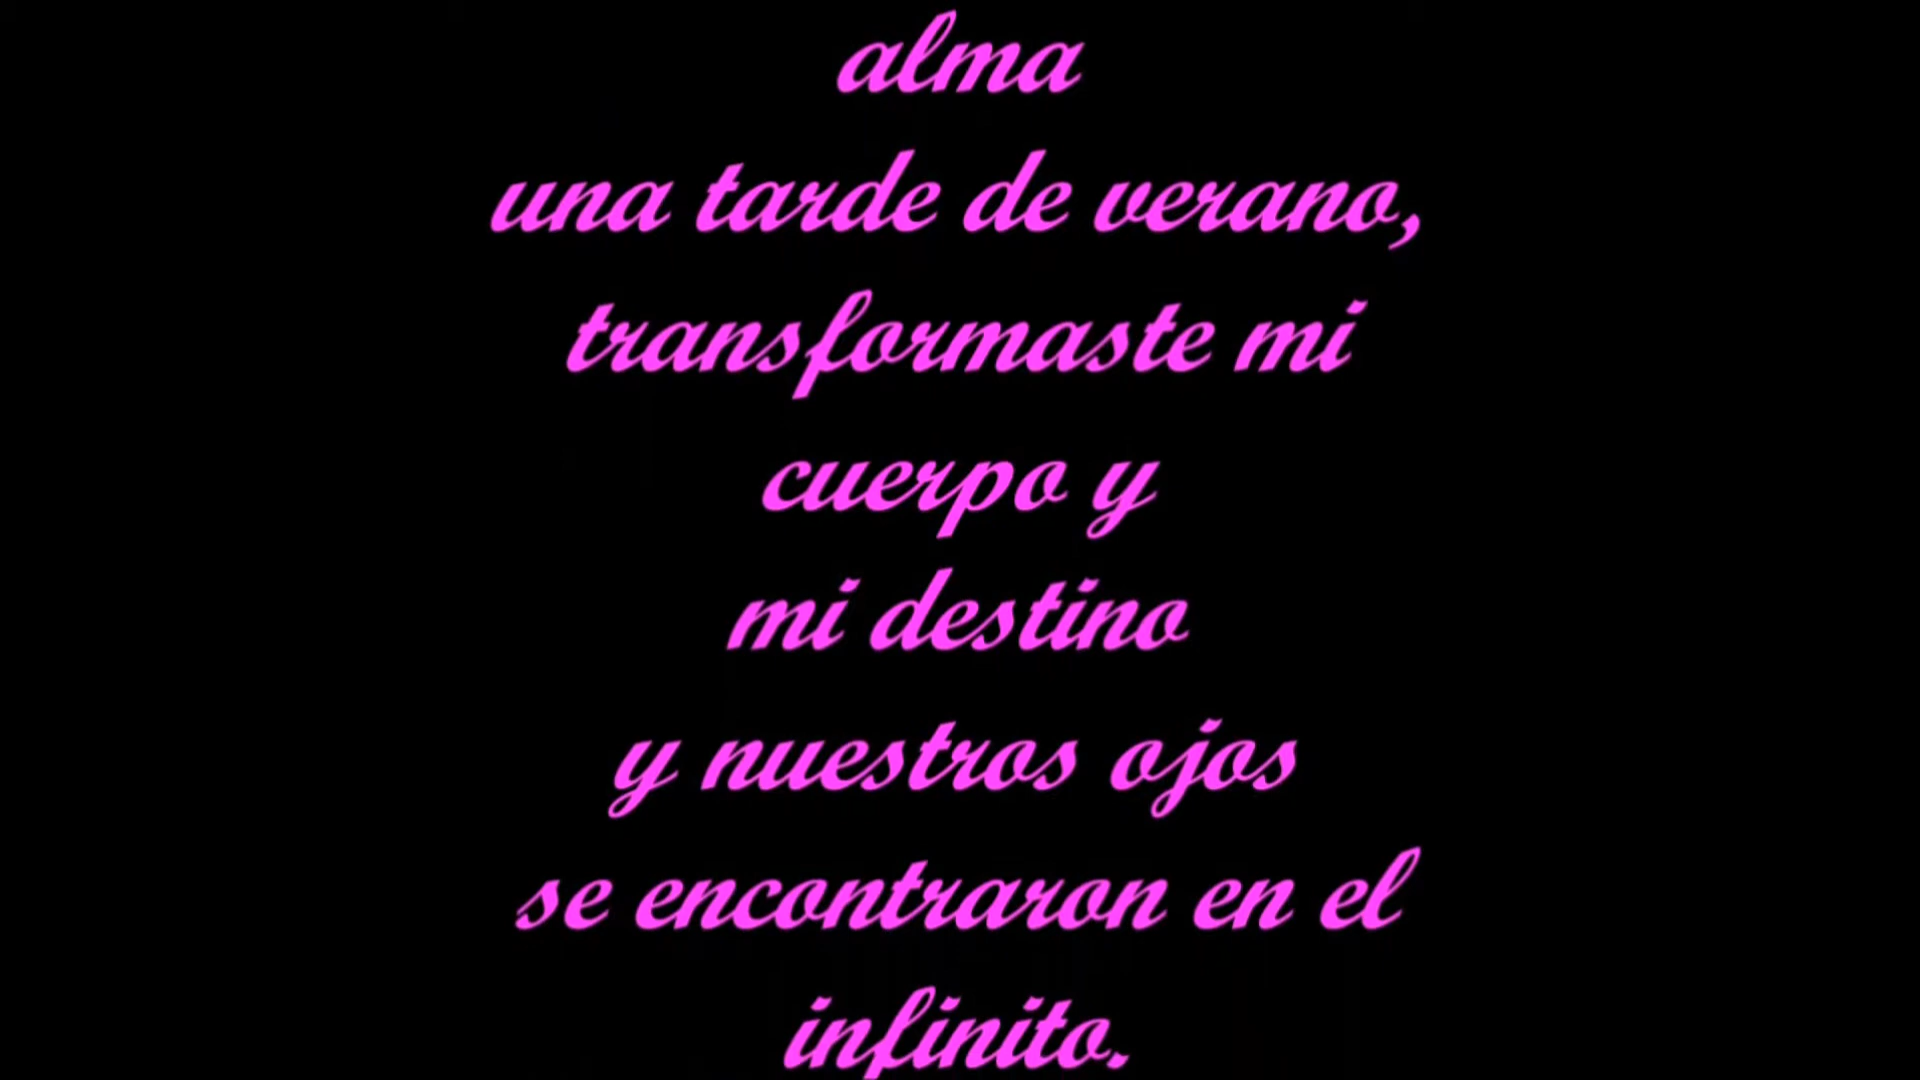 alma
una tarde de verano,
transformaste mi
cuerpo y
mi destino
y nuestros ojos
se encontraron en el
infinito.